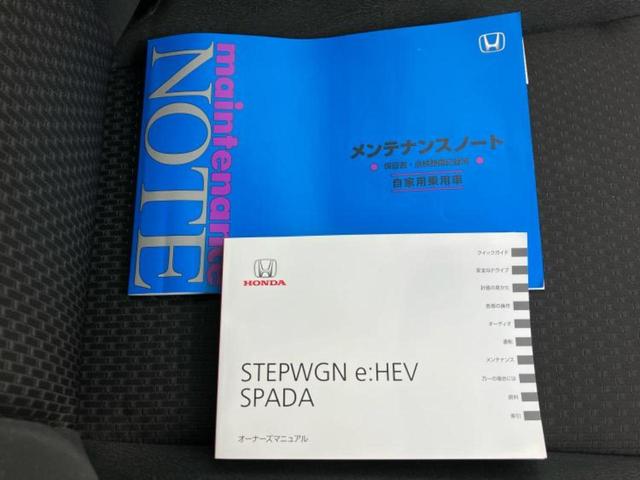 maintenance
NOTE
メンテナンスノート
保証書・点検整備記録簿
自家用乗用車
HONDA
STEPWGN e:HEV
SPADA
オーナーズマニュアル
クイックガイド
安全なドライブ
計器の見かた
各部の操作
オーディオ
運転
メンテナンス
万一の場合には
資料
索引